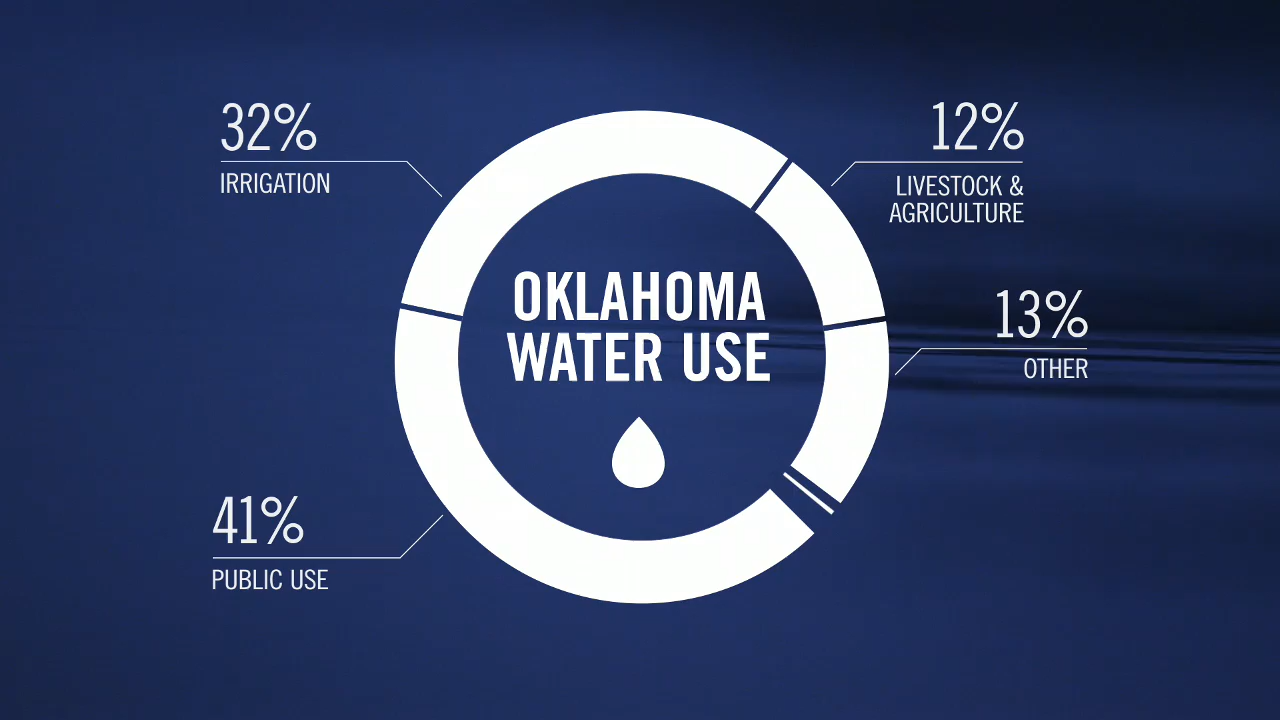 32%
IRRIGATION
12%
LIVESTOCK &
AGRICULTURE
OKLAHOMA
WATER USE
13%
OTHER
41%
PUBLIC USE